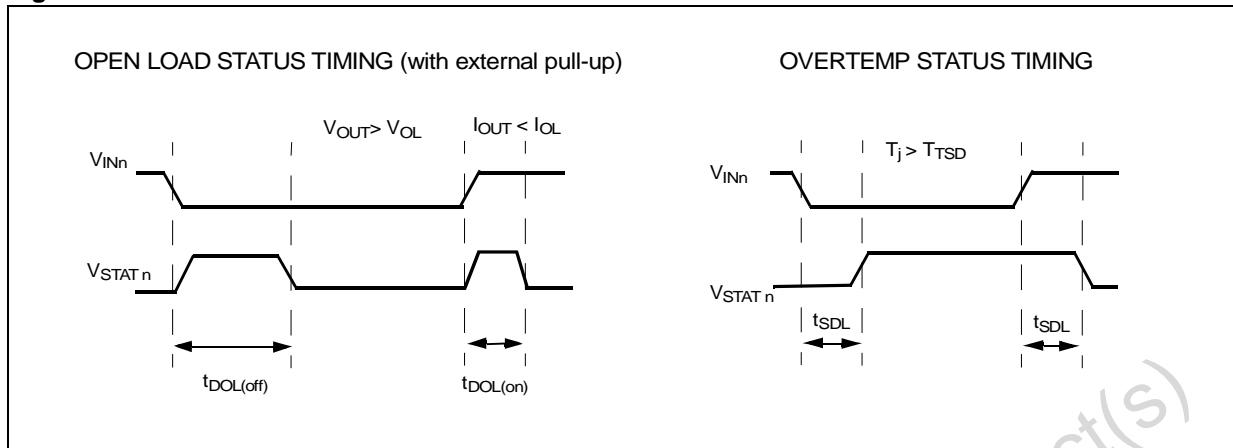 OPEN LOAD STATUS TIMING (with external pull-up)
VOUT> VOL
IOUT < IOL
VINn
VSTAT n
tDOL(off)
tDOL(on)
OVERTEMP STATUS TIMING
Tj > TTSD
VINn
VSTAT n
tSDL
tSDL